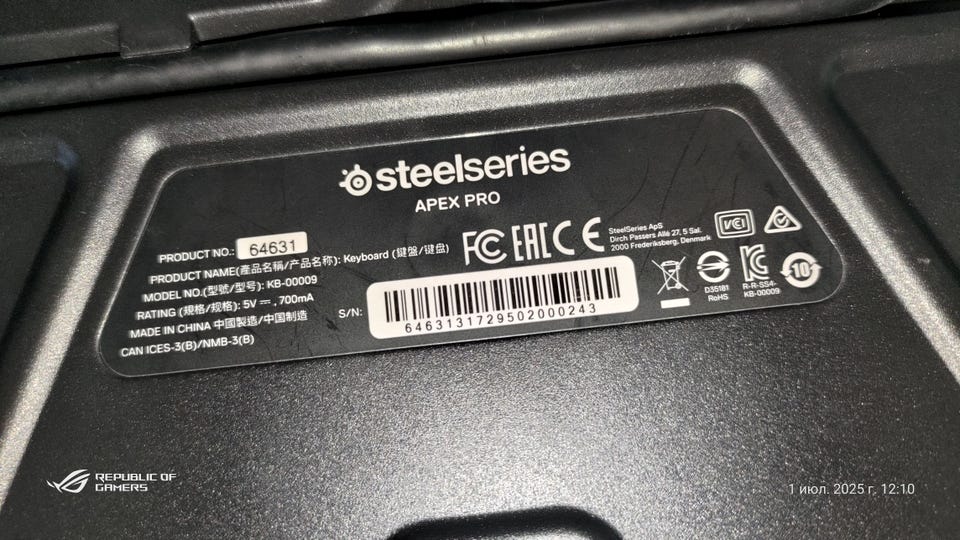 steelseries
APEX PRO
PRODUCT NO.: 64631
PRODUCT NAME(產品名稱/产品名称): Keyboard (鍵盤/键盘)
MODEL NO.(型號/型号): KB-00009
RATING (規格/规格): 5V ⎓ , 700mA
MADE IN CHINA 中國製造/中国制造
CAN ICES-3(B)/NMB-3(B)
S/N:
6463131729502000243
FC EAC CE
SteelSeries ApS
Dirch Passers Allé 27, 5 Sal.
2000 Frederiksberg, Denmark
VCI
D35181
RoHS
R-R-SS4-
KB-00009
10
REPUBLIC OF
GAMERS
1 июл. 2025 г. 12:10